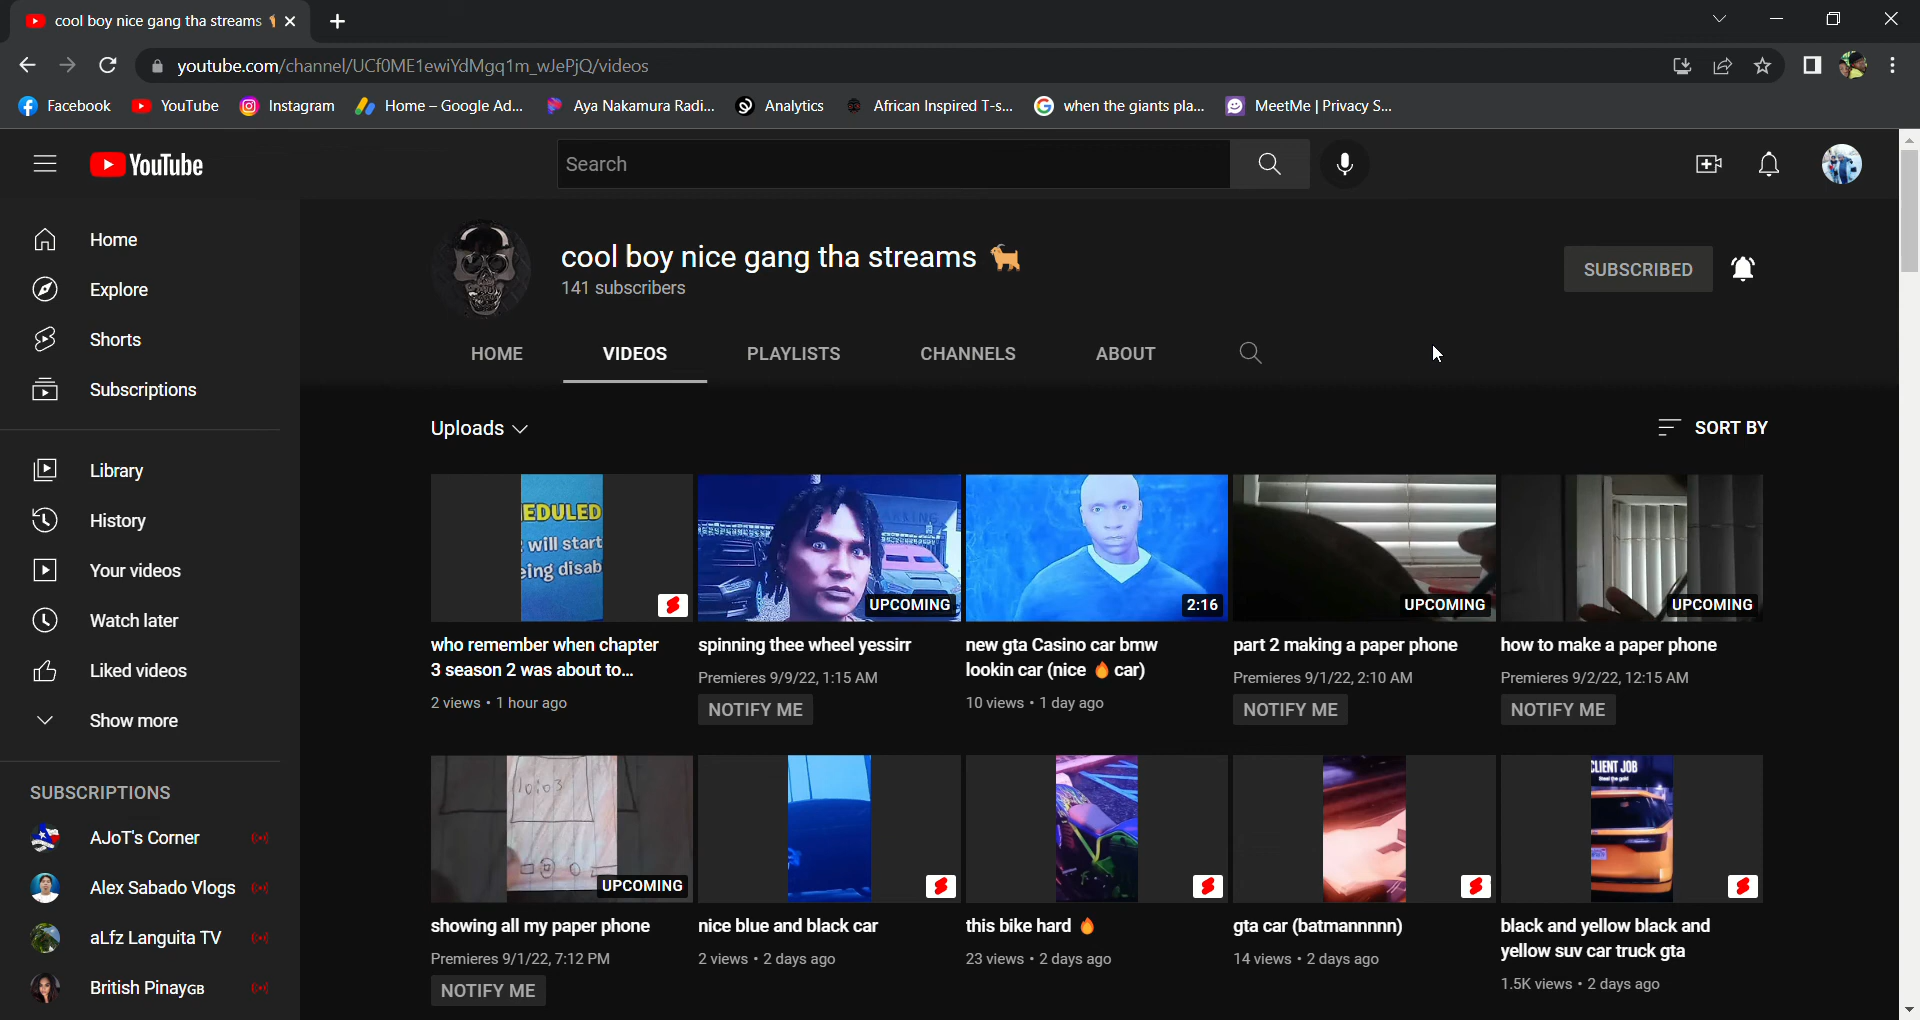 cool boy nice gang tha streams
youtube.com/channel/UCf0ME1ewiYdMgq1m_wJePjQ/videos
Facebook YouTube Instagram Home – Google Ad... Aya Nakamura Radi... Analytics African Inspired T-s... when the giants pla... MeetMe | Privacy S...
YouTube
Search
Home
Explore
Shorts
Subscriptions
Library
History
Your videos
Watch later
Liked videos
Show more
SUBSCRIPTIONS
AJoT's Corner
Alex Sabado Vlogs
aLfz Languita TV
British PinayGB
cool boy nice gang tha streams 🐐
141 subscribers
SUBSCRIBED
HOME VIDEOS PLAYLISTS CHANNELS ABOUT
Uploads
SORT BY
EDULED
will start
eing disab
who remember when chapter
3 season 2 was about to...
2 views • 1 hour ago
UPCOMING
spinning thee wheel yessirr
Premieres 9/9/22, 1:15 AM
NOTIFY ME
2:16
new gta Casino car bmw
lookin car (nice 🔥 car)
10 views • 1 day ago
UPCOMING
part 2 making a paper phone
Premieres 9/1/22, 2:10 AM
NOTIFY ME
UPCOMING
how to make a paper phone
Premieres 9/2/22, 12:15 AM
NOTIFY ME
10:03
UPCOMING
showing all my paper phone
Premieres 9/1/22, 7:12 PM
NOTIFY ME
nice blue and black car
2 views • 2 days ago
this bike hard 🔥
23 views • 2 days ago
gta car (batmannnnn)
14 views • 2 days ago
CLIENT JOB
black and yellow black and
yellow suv car truck gta
1.5K views • 2 days ago